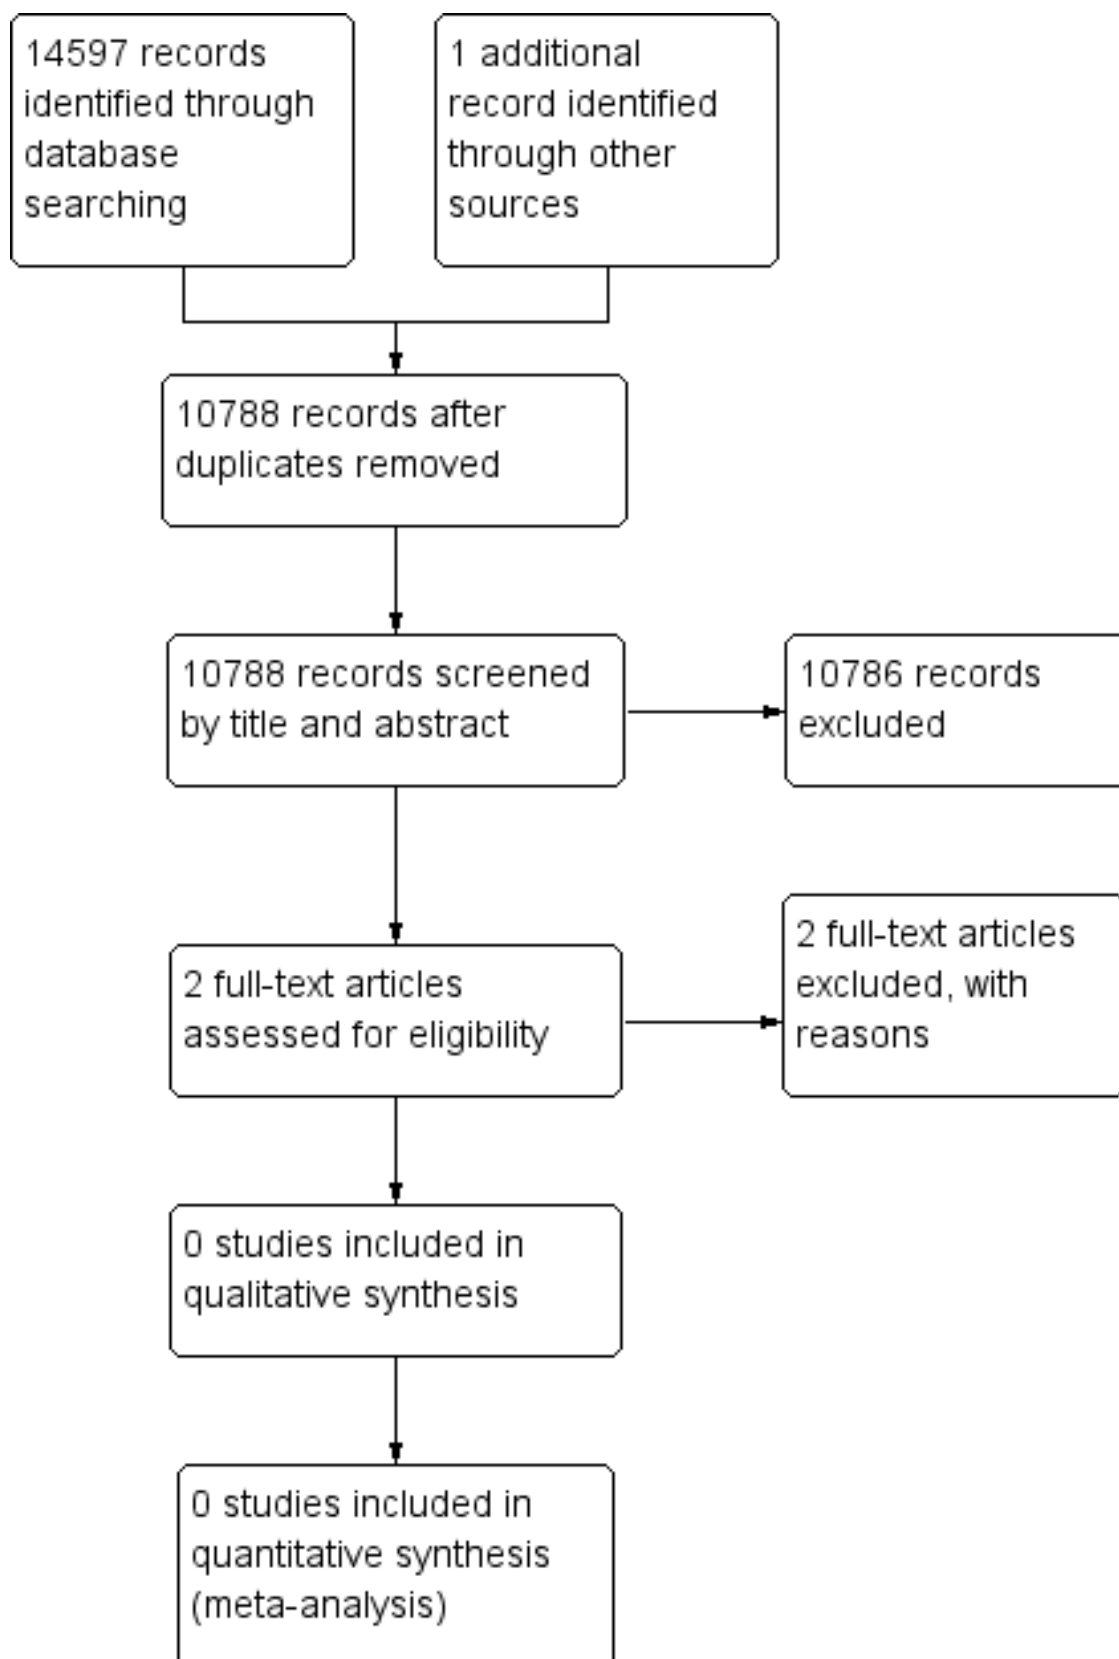 14597 records
identified through
database
searching
1 additional
record identified
through other
sources
10788 records after
duplicates removed
10788 records screened
by title and abstract
10786 records
excluded
2 full-text articles
assessed for eligibility
2 full-text articles
excluded, with
reasons
0 studies included in
qualitative synthesis
0 studies included in
quantitative synthesis
(meta-analysis)